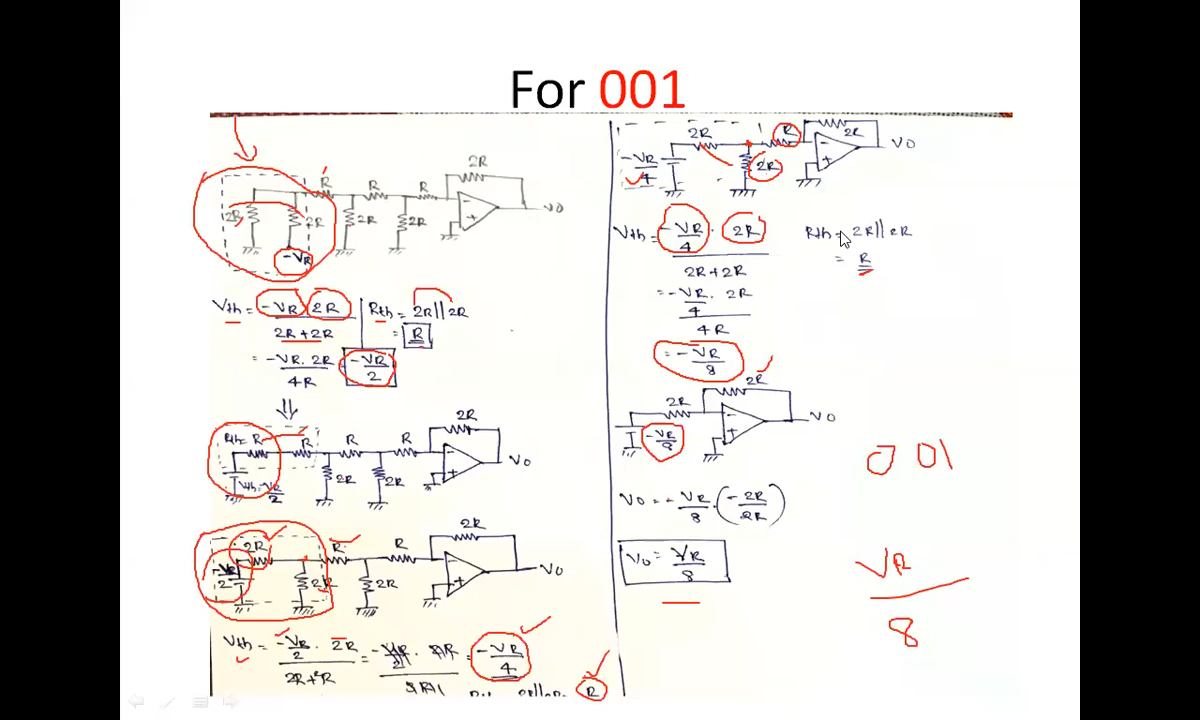 For 001
2R
R
R
R
VO
2R
2R
2R
2R
-VR
Vth = -VR 2R
2R + 2R
Rth = 2R || 2R
= R
= -VR . 2R
4R
-VR
2
⇓
2R
Rth = R
R
R
R
VO
2R
2R
Vth = -VR
2
2R
2R
R
R
VO
-VR
2
2R
2R
Vth = -VR/2 . 2R
2R+2R
= -VR
4
R
2R
R
2R
VO
-VR
4
2R
Vth = -VR/4 . 2R
2R + 2R
Rth = 2R || 2R
= R
= -VR/4 . 2R
4R
= -VR
8
2R
2R
VO
-VR
8
VO = -VR/8 . (-2R/2R)
VO = VR
8
001
VR
8